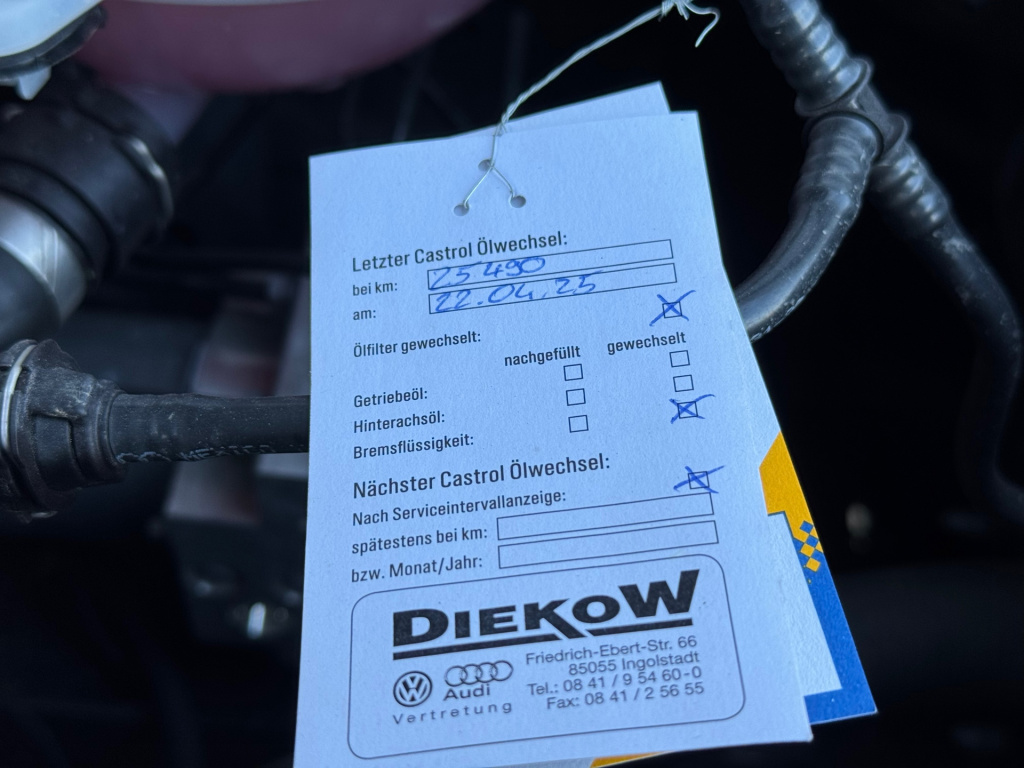 Letzter Castrol Ölwechsel:
bei km: 25490
am: 22.04.25
Ölfilter gewechselt:
nachgefüllt gewechselt
Getriebeöl:
Hinterachsöl:
Bremsflüssigkeit:
Nächster Castrol Ölwechsel:
Nach Serviceintervallanzeige:
spätestens bei km:
bzw. Monat/Jahr:
DIEKOW
Friedrich-Ebert-Str. 66
85055 Ingolstadt
Tel.: 08 41 / 9 54 60-0
Fax: 08 41 / 2 56 55
Audi
Vertretung